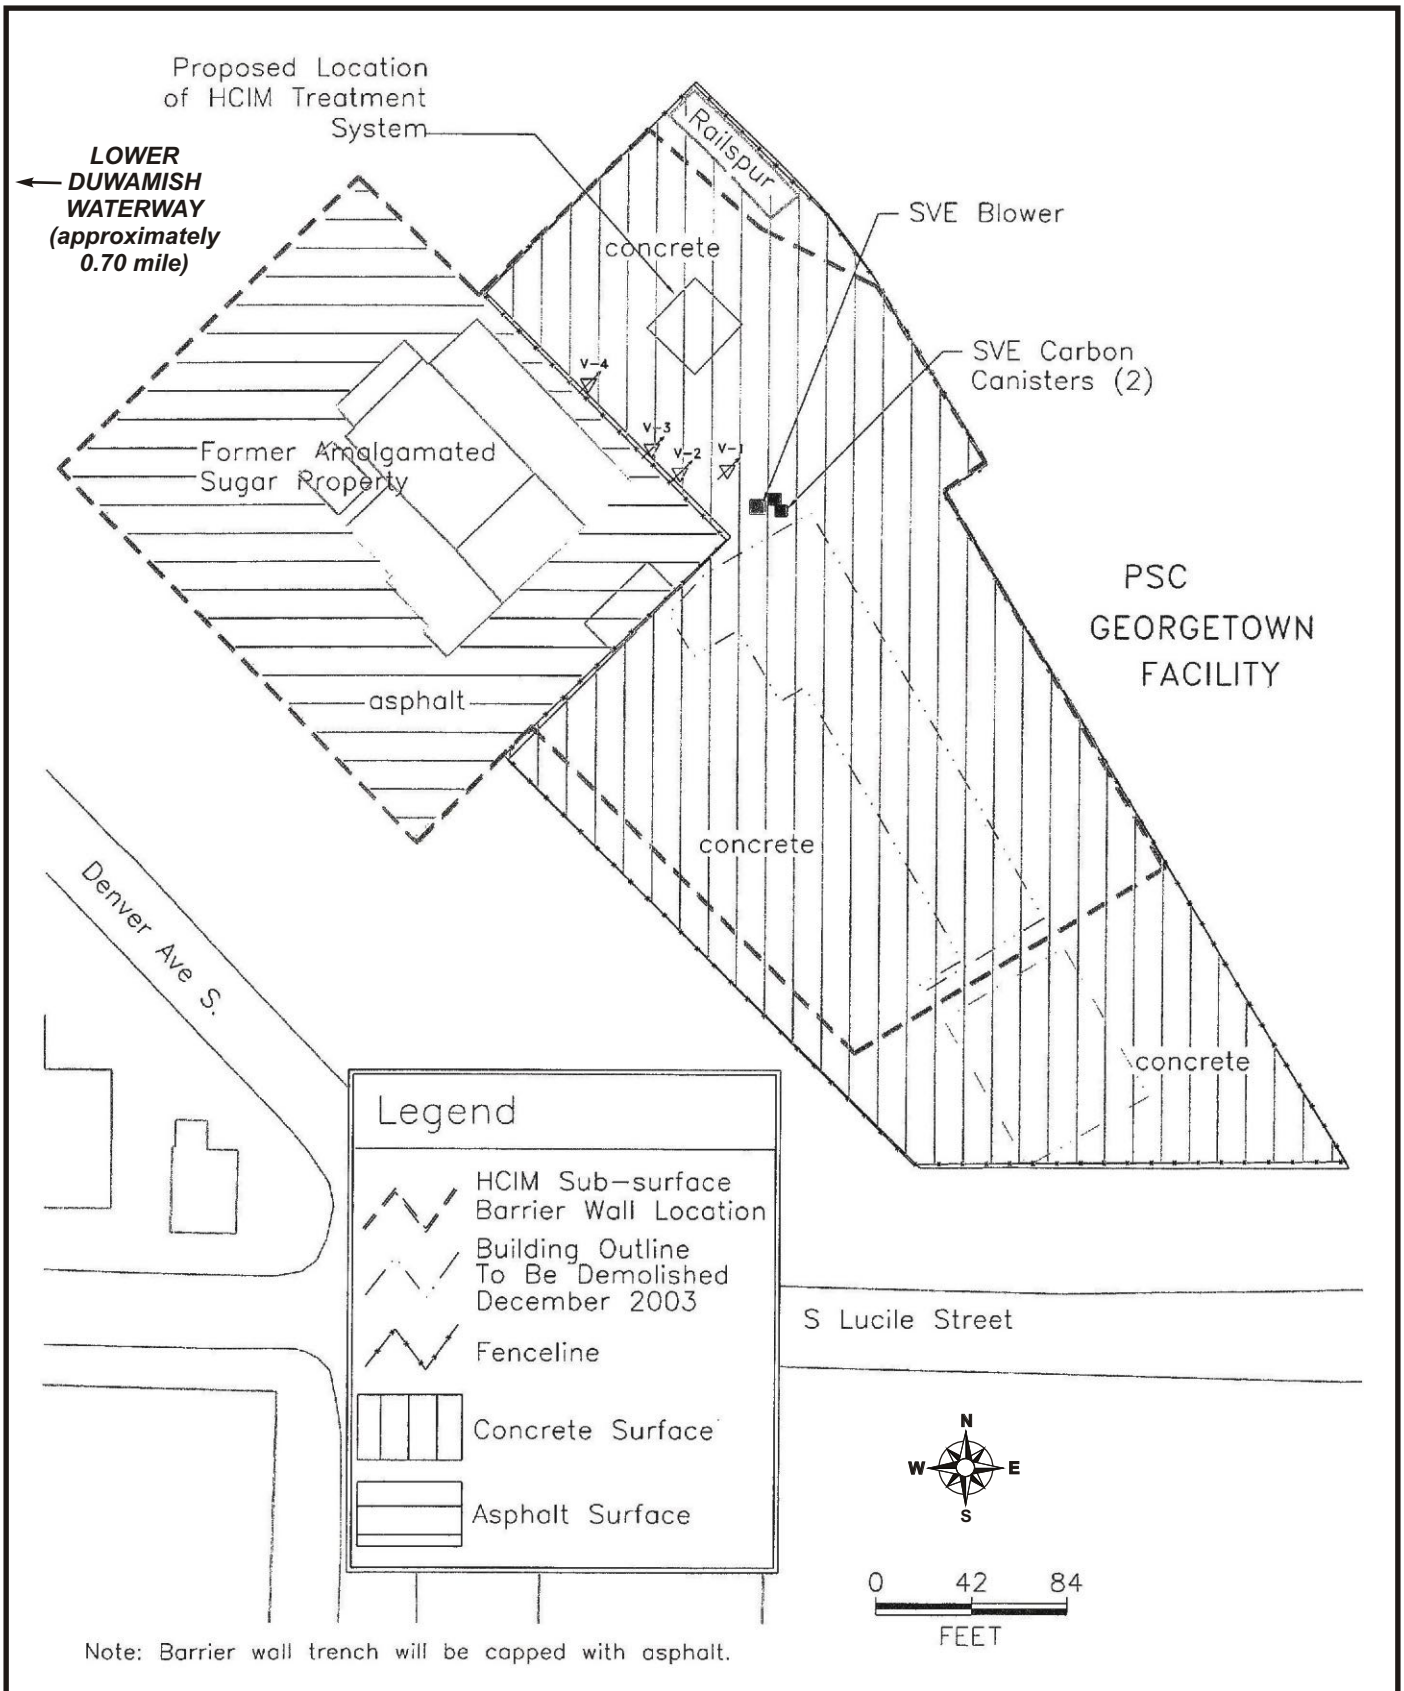 Proposed Location
of HCIM Treatment
System
LOWER
DUWAMISH
WATERWAY
(approximately
0.70 mile)
Railspur
SVE Blower
concrete
SVE Carbon
Canisters (2)
V-4
V-3
V-2
V-1
Former Amalgamated
Sugar Property
PSC
GEORGETOWN
FACILITY
asphalt
concrete
Denver Ave S.
concrete
Legend
HCIM Sub-surface
Barrier Wall Location
Building Outline
To Be Demolished
December 2003
Fenceline
Concrete Surface
Asphalt Surface
S Lucile Street
N
W E
S
0 42 84
FEET
Note: Barrier wall trench will be capped with asphalt.